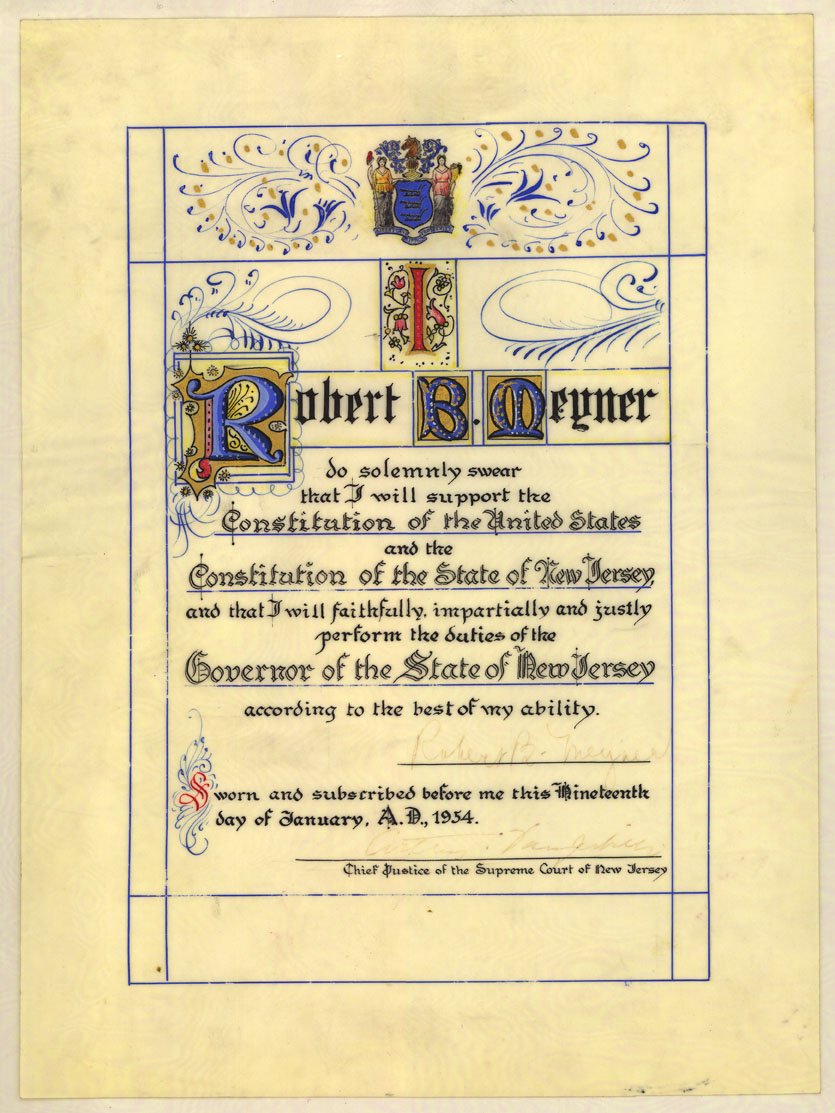 I
Robert B. Meyner
do solemnly swear
that I will support the
Constitution of the United States
and the
Constitution of the State of New Jersey,
and that I will faithfully, impartially and justly
perform the duties of the
Governor of the State of New Jersey
according to the best of my ability.
Robert B. Meyner
Sworn and subscribed before me this Nineteenth
day of January, A.D., 1954.
Vanderbilt
Chief Justice of the Supreme Court of New Jersey